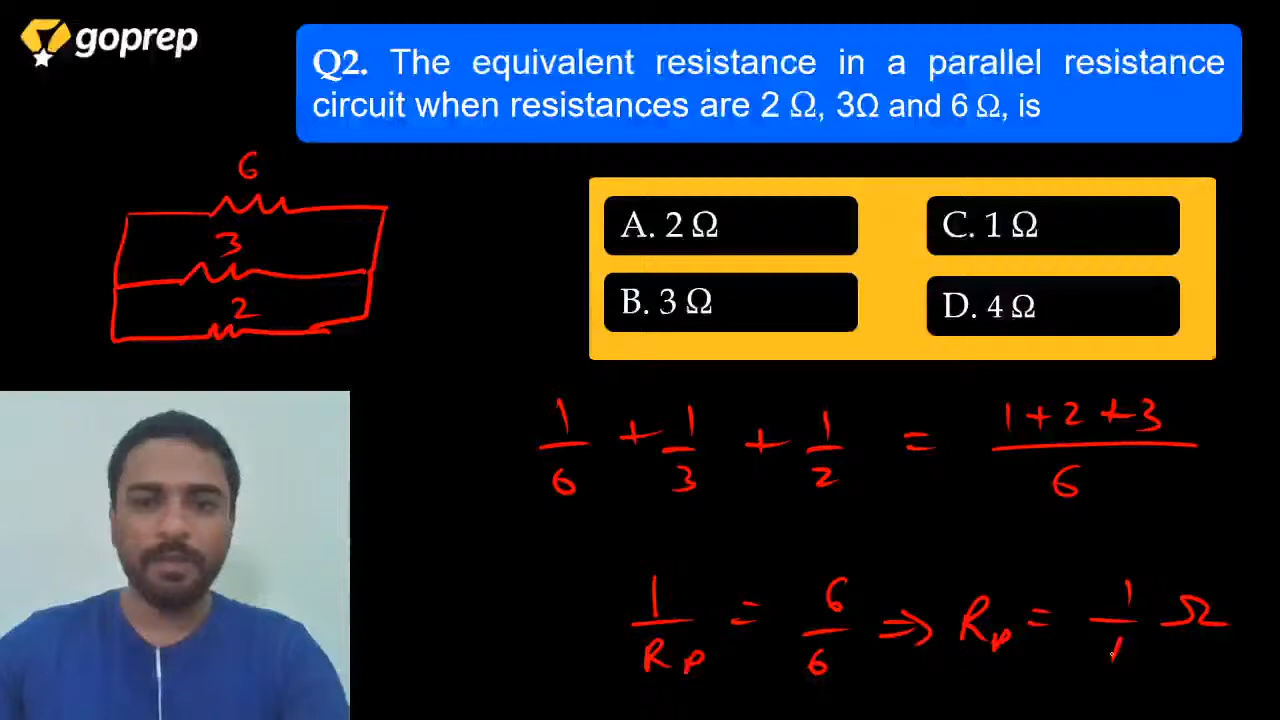 goprep
Q2. The equivalent resistance in a parallel resistance
circuit when resistances are 2 Ω, 3Ω and 6 Ω, is
6
3
2
A. 2 Ω
C. 1 Ω
B. 3 Ω
D. 4 Ω
1/6 + 1/3 + 1/2 = 1+2+3/6
1/Rp = 6/6 ⇒ Rp = 1/1 Ω